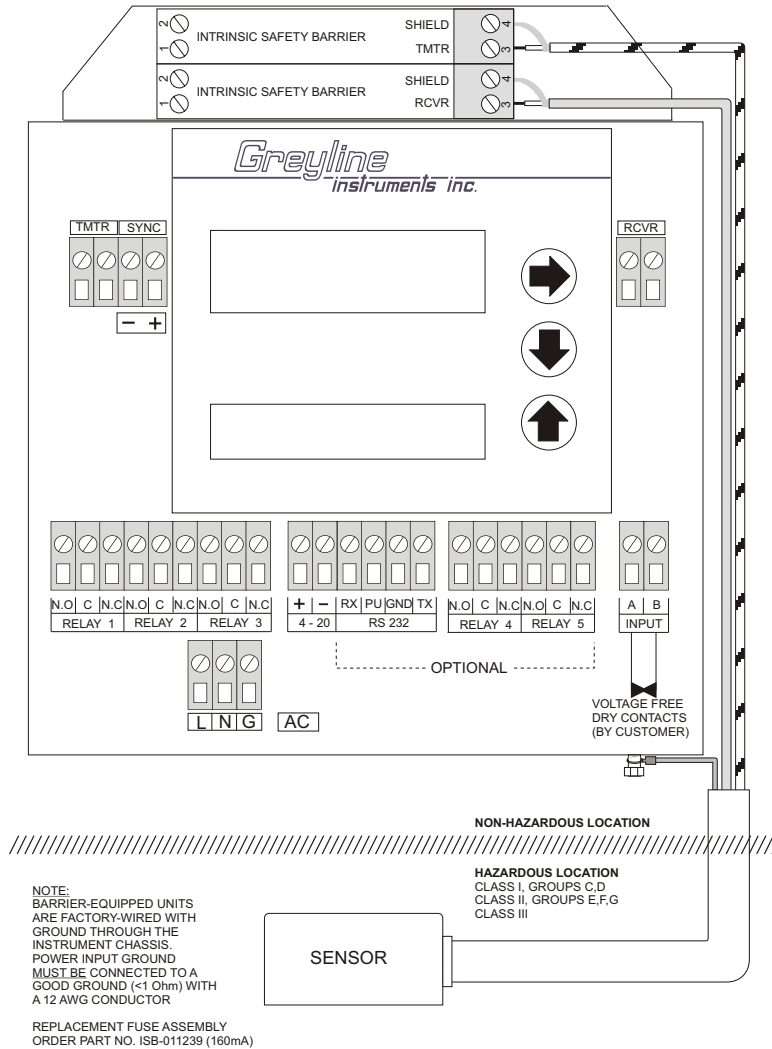 2 INTRINSIC SAFETY BARRIER SHIELD 4
1 TMTR 3
2 INTRINSIC SAFETY BARRIER SHIELD 4
1 RCVR 3
Greyline
instruments inc.
TMTR SYNC
− +
RCVR
N.O C N.C N.O C N.C N.O C N.C
RELAY 1 RELAY 2 RELAY 3
+ − RX PU GND TX
4 - 20 RS 232
N.O C N.C N.O C N.C
RELAY 4 RELAY 5
A B
INPUT
OPTIONAL
L N G AC
VOLTAGE FREE
DRY CONTACTS
(BY CUSTOMER)
NON-HAZARDOUS LOCATION
HAZARDOUS LOCATION
CLASS I, GROUPS C,D
CLASS II, GROUPS E,F,G
CLASS III
NOTE:
BARRIER-EQUIPPED UNITS
ARE FACTORY-WIRED WITH
GROUND THROUGH THE
INSTRUMENT CHASSIS.
POWER INPUT GROUND
MUST BE CONNECTED TO A
GOOD GROUND (<1 Ohm) WITH
A 12 AWG CONDUCTOR
REPLACEMENT FUSE ASSEMBLY
ORDER PART NO. ISB-011239 (160mA)
SENSOR